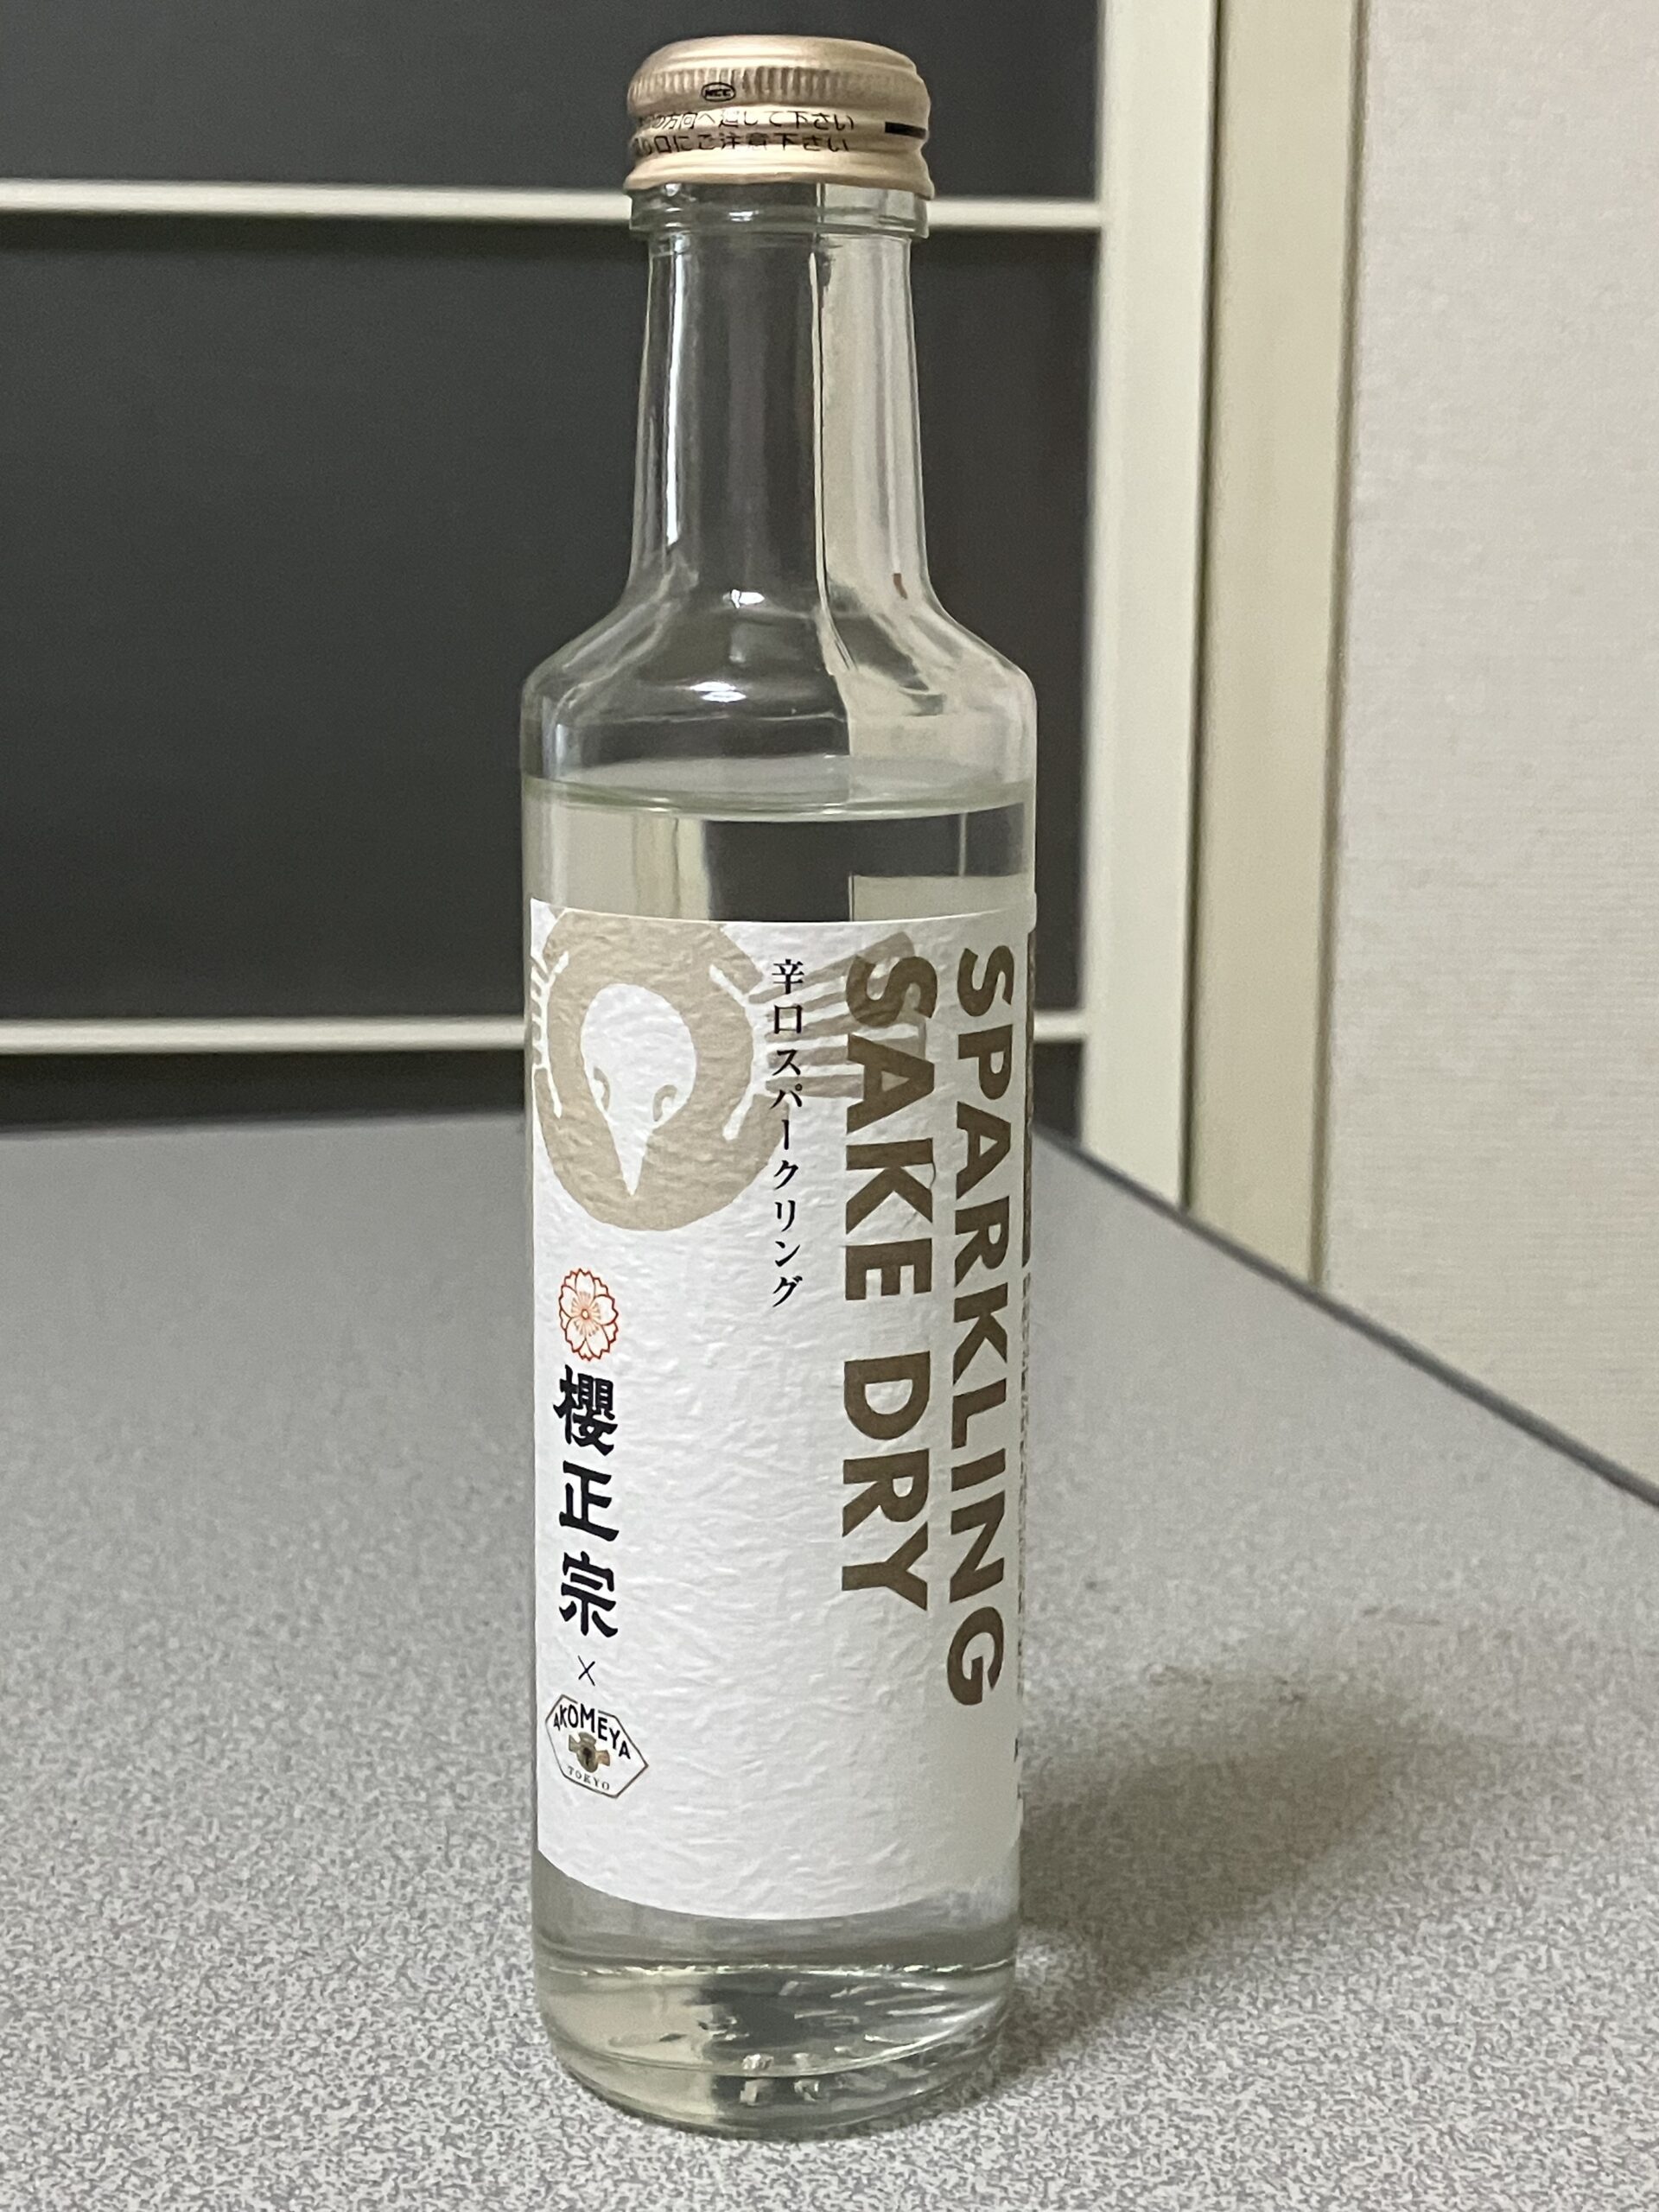 の方向へ廻して下さい
口にご注意下さい
SPARKLING
SAKE DRY
辛口スパークリング
櫻正宗
×
AKOMEYA
TOKYO